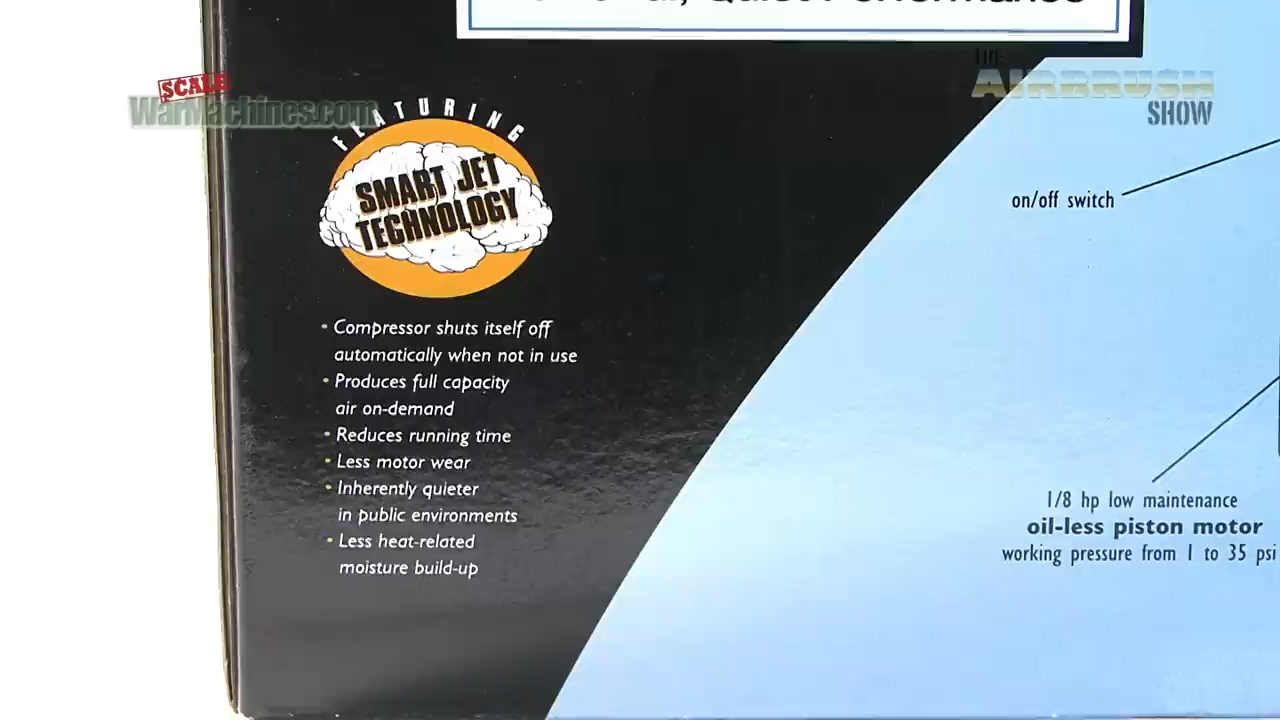 Quiet Performance
SCALE
WarMachines.com
THE
AIRBRUSH
SHOW
FEATURING
SMART JET
TECHNOLOGY
on/off switch
• Compressor shuts itself off
automatically when not in use
• Produces full capacity
air on-demand
• Reduces running time
• Less motor wear
• Inherently quieter
in public environments
• Less heat-related
moisture build-up
1/8 hp low maintenance
oil-less piston motor
working pressure from 1 to 35 psi